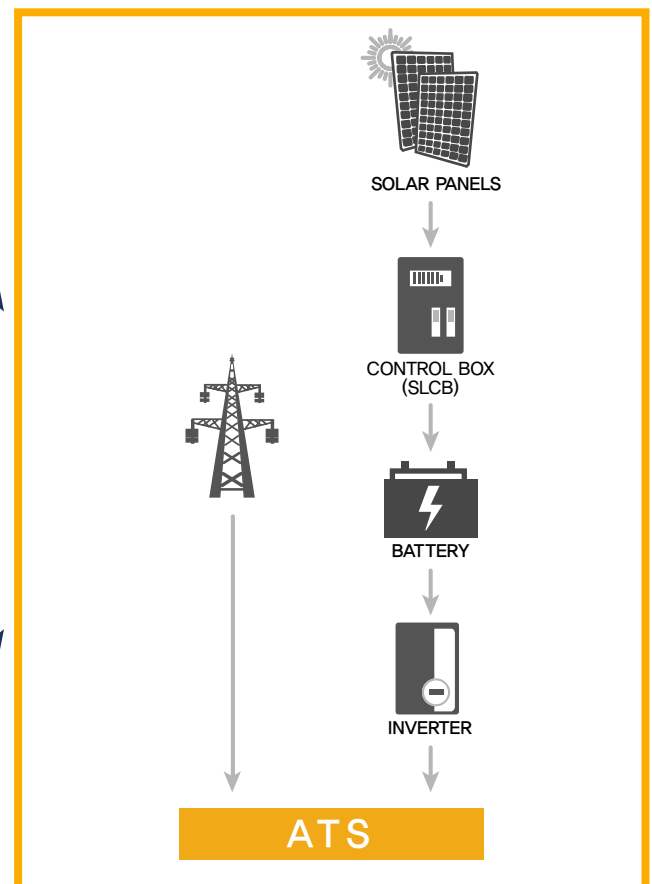 SOLAR PANELS
CONTROL BOX
(SLCB)
BATTERY
INVERTER
ATS